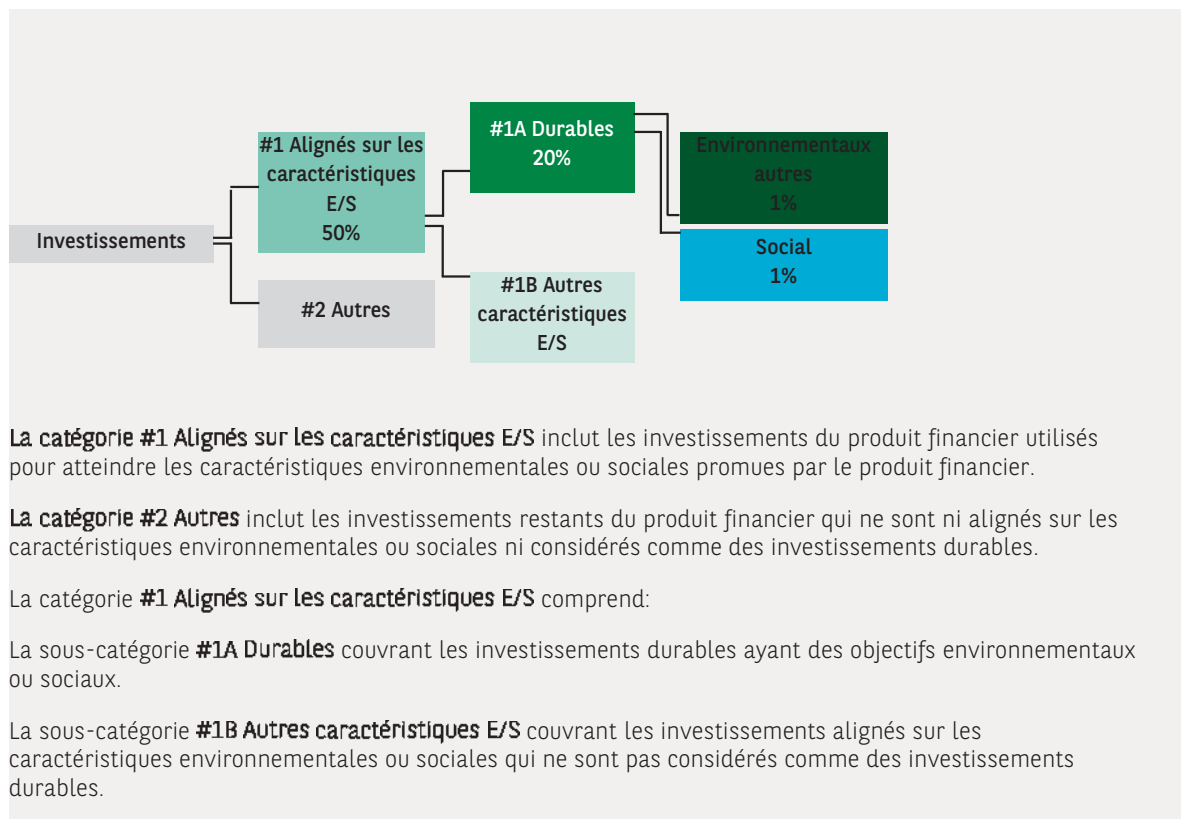 #1A Durables
20%
#1 Alignés sur les
caractéristiques
E/S
50%
Environnementaux
autres
1%
Investissements
Social
1%
#2 Autres
#1B Autres
caractéristiques
E/S
La catégorie #1 Alignés sur les caractéristiques E/S inclut les investissements du produit financier utilisés
pour atteindre les caractéristiques environnementales ou sociales promues par le produit financier.
La catégorie #2 Autres inclut les investissements restants du produit financier qui ne sont ni alignés sur les
caractéristiques environnementales ou sociales ni considérés comme des investissements durables.
La catégorie #1 Alignés sur les caractéristiques E/S comprend:
La sous-catégorie #1A Durables couvrant les investissements durables ayant des objectifs environnementaux
ou sociaux.
La sous-catégorie #1B Autres caractéristiques E/S couvrant les investissements alignés sur les
caractéristiques environnementales ou sociales qui ne sont pas considérés comme des investissements
durables.